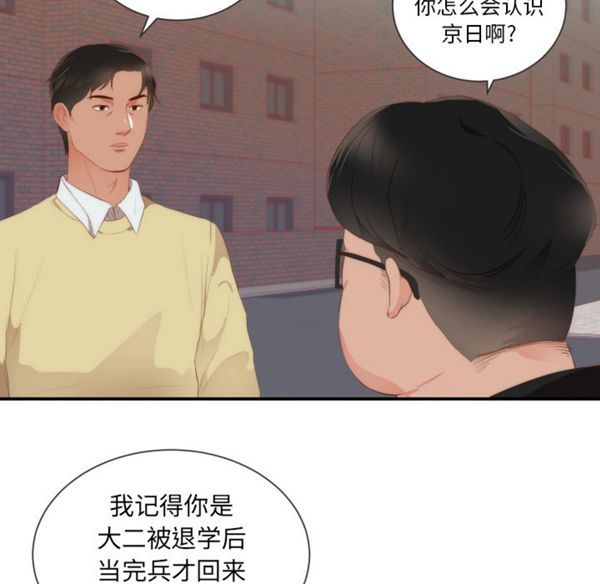 你怎么会认识
京日啊?
我记得你是
大二被退学后
当完兵才回来